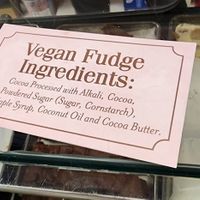 Vegan Fudge
Ingredients:
Cocoa Processed with Alkali, Cocoa,
Powdered Sugar (Sugar, Cornstarch),
Syrup, Coconut Oil and Cocoa Butter.